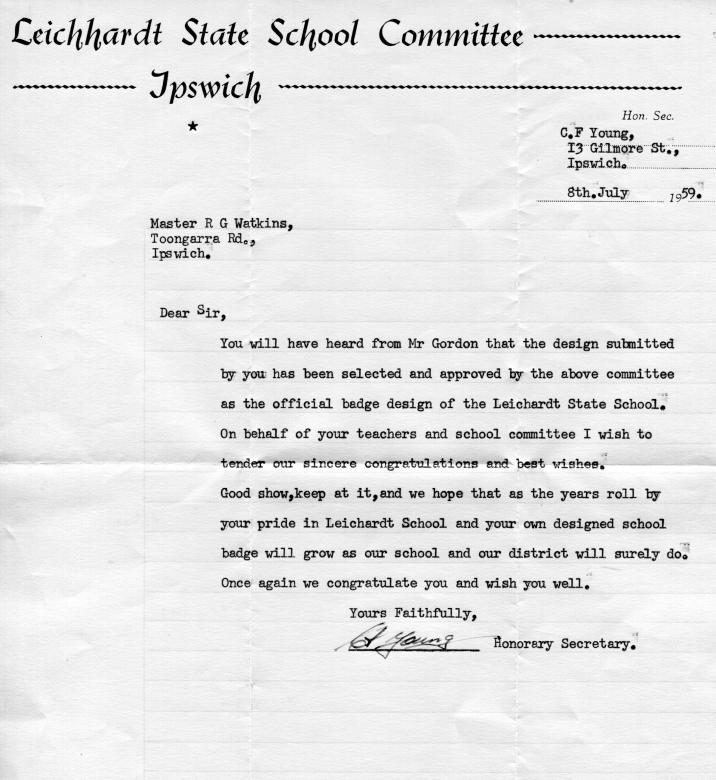 Leichhardt State School Committee
Ipswich
Hon. Sec.
C.F Young,
I3 Gilmore St.,
Ipswich.
8th.July 1959.
Master R G Watkins,
Toongarra Rd.,
Ipswich.
Dear Sir,
You will have heard from Mr Gordon that the design submitted
by you has been selected and approved by the above committee
as the official badge design of the Leichardt State School.
On behalf of your teachers and school committee I wish to
tender our sincere congratulations and best wishes.
Good show,keep at it,and we hope that as the years roll by
your pride in Leichardt School and your own designed school
badge will grow as our school and our district will surely do.
Once again we congratulate you and wish you well.
Yours Faithfully,
CF Young Honorary Secretary.